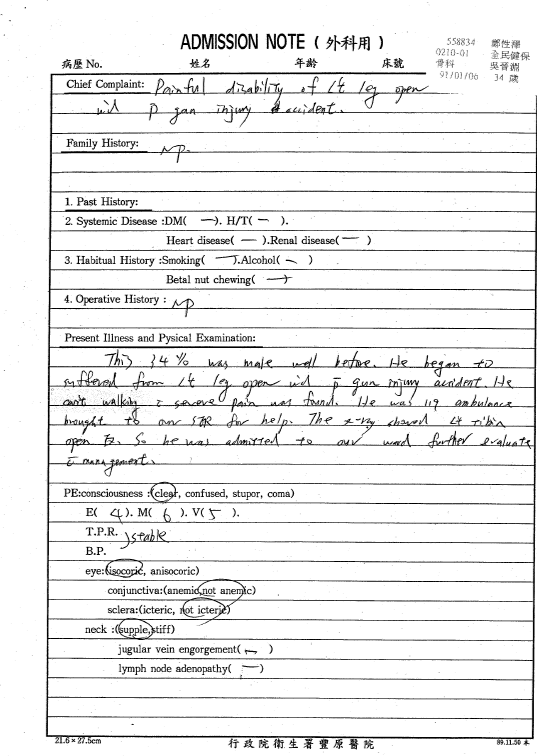 ADMISSION NOTE ( 外科用 )
558834 鄭性澤
0210-01 全民健保
骨科 吳晉淵
91/01/06 34 歲
病歷 No. 姓名 年齡 床號
Chief Complaint: Painful disability of Lt leg open
wd p̄ gun injury accident.
Family History: NP.
1. Past History:
2. Systemic Disease :DM( — ). H/T( — ).
Heart disease( — ).Renal disease( — )
3. Habitual History :Smoking( — ).Alcohol( — )
Betal nut chewing( — )
4. Operative History : NP
Present Illness and Pysical Examination:
This 34 y/o was male well before. He began to
suffered from Lt leg open wd p̄ gun injury accident. He
can't walking c̄ severe pain was found. He was 119 ambulance
brought to our for help. The x-ray showed Lt tibia
open Fx. So he was admitted to our ward further evaluate
c̄ management.
PE:consciousness :(clear, confused, stupor, coma)
E( 4 ). M( 6 ). V( 5 ).
T.P.R. ) stable
B.P.
eye:(isocoric, anisocoric)
conjunctiva:(anemic,not anemic)
sclera:(icteric, not icteric)
neck :(supple,stiff)
jugular vein engorgement( — )
lymph node adenopathy( — )
21.6×27.5cm 行政院衛生署豐原醫院 89.11.50 本